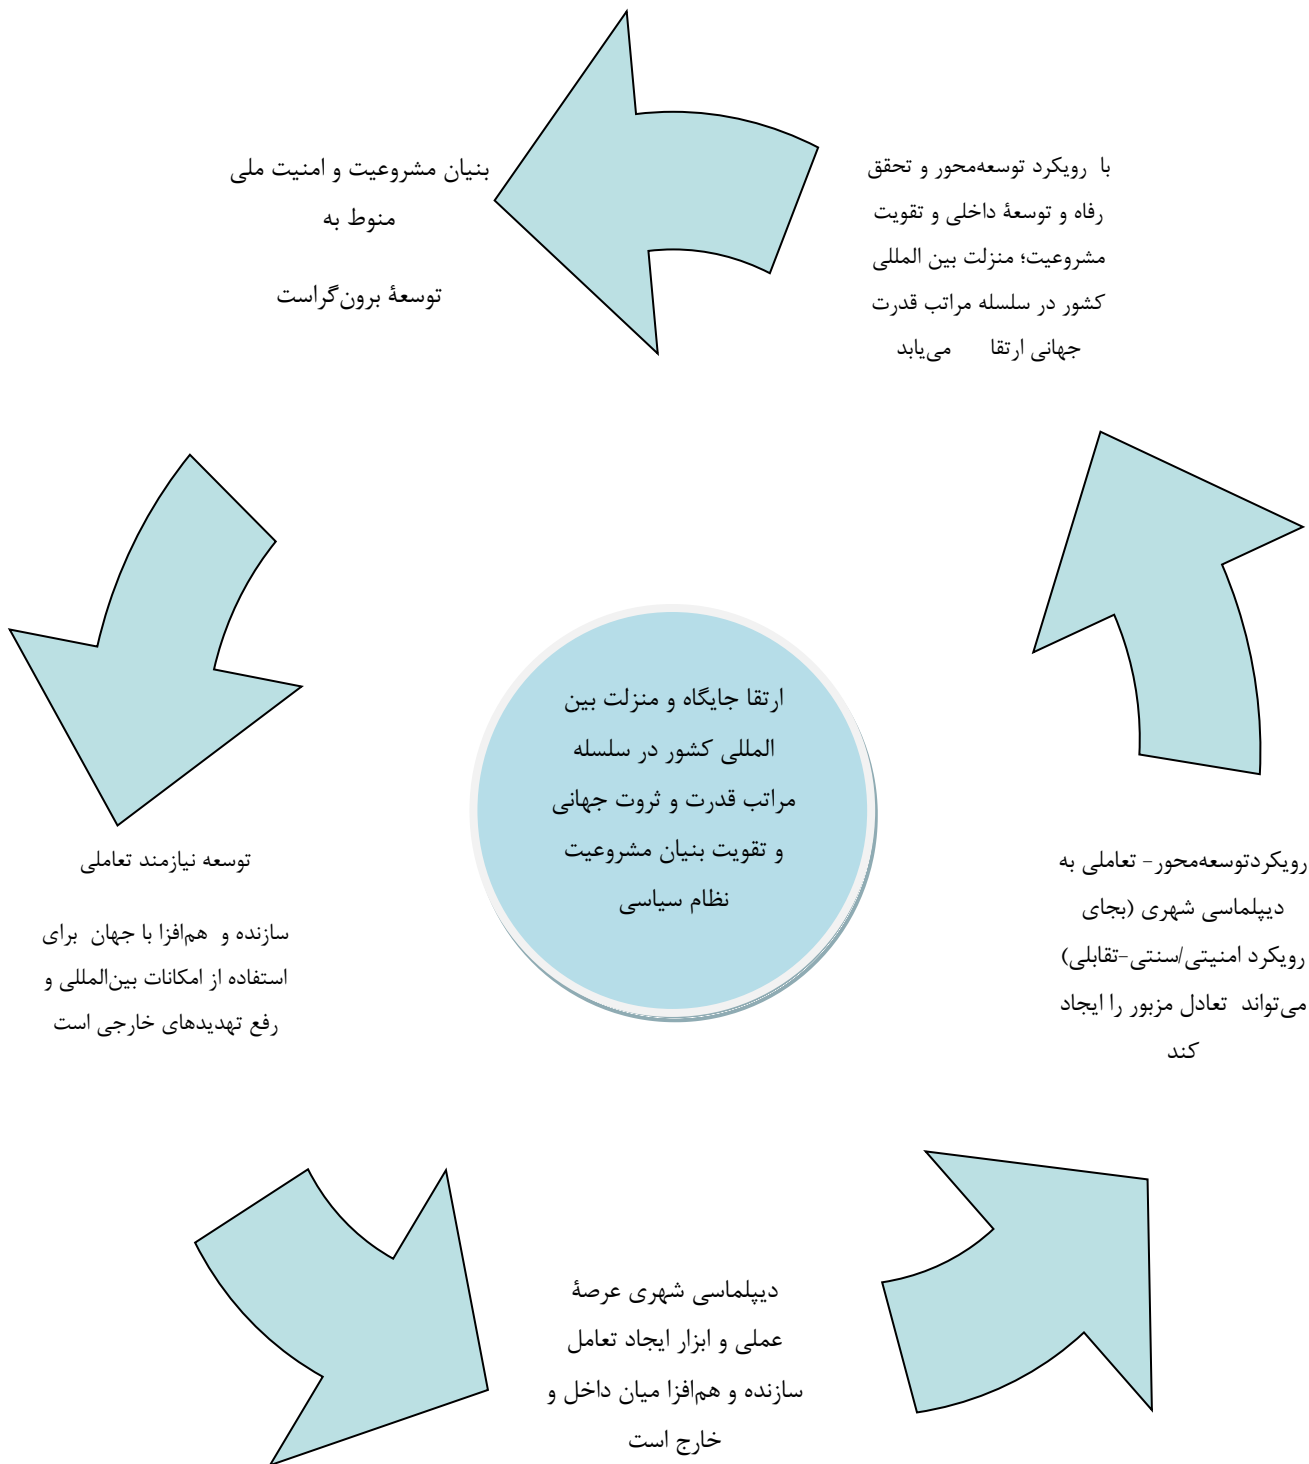 با رویکرد توسعه‌محور و تحقق
رفاه و توسعهٔ داخلی و تقویت
مشروعیت؛ منزلت بین المللی
کشور در سلسله مراتب قدرت
جهانی ارتقا می‌یابد
بنیان مشروعیت و امنیت ملی
منوط به
توسعهٔ برون‌گراست
ارتقا جایگاه و منزلت بین
المللی کشور در سلسله
مراتب قدرت و ثروت جهانی
و تقویت بنیان مشروعیت
نظام سیاسی
توسعه نیازمند تعاملی
سازنده و هم‌افزا با جهان برای
استفاده از امکانات بین‌المللی و
رفع تهدیدهای خارجی است
دیپلماسی شهری عرصهٔ
عملی و ابزار ایجاد تعامل
سازنده و هم‌افزا میان داخل و
خارج است
رویکردتوسعه‌محور- تعاملی به
دیپلماسی شهری (بجای
رویکرد امنیتی/سنتی-تقابلی)
می‌تواند تعادل مزبور را ایجاد
کند